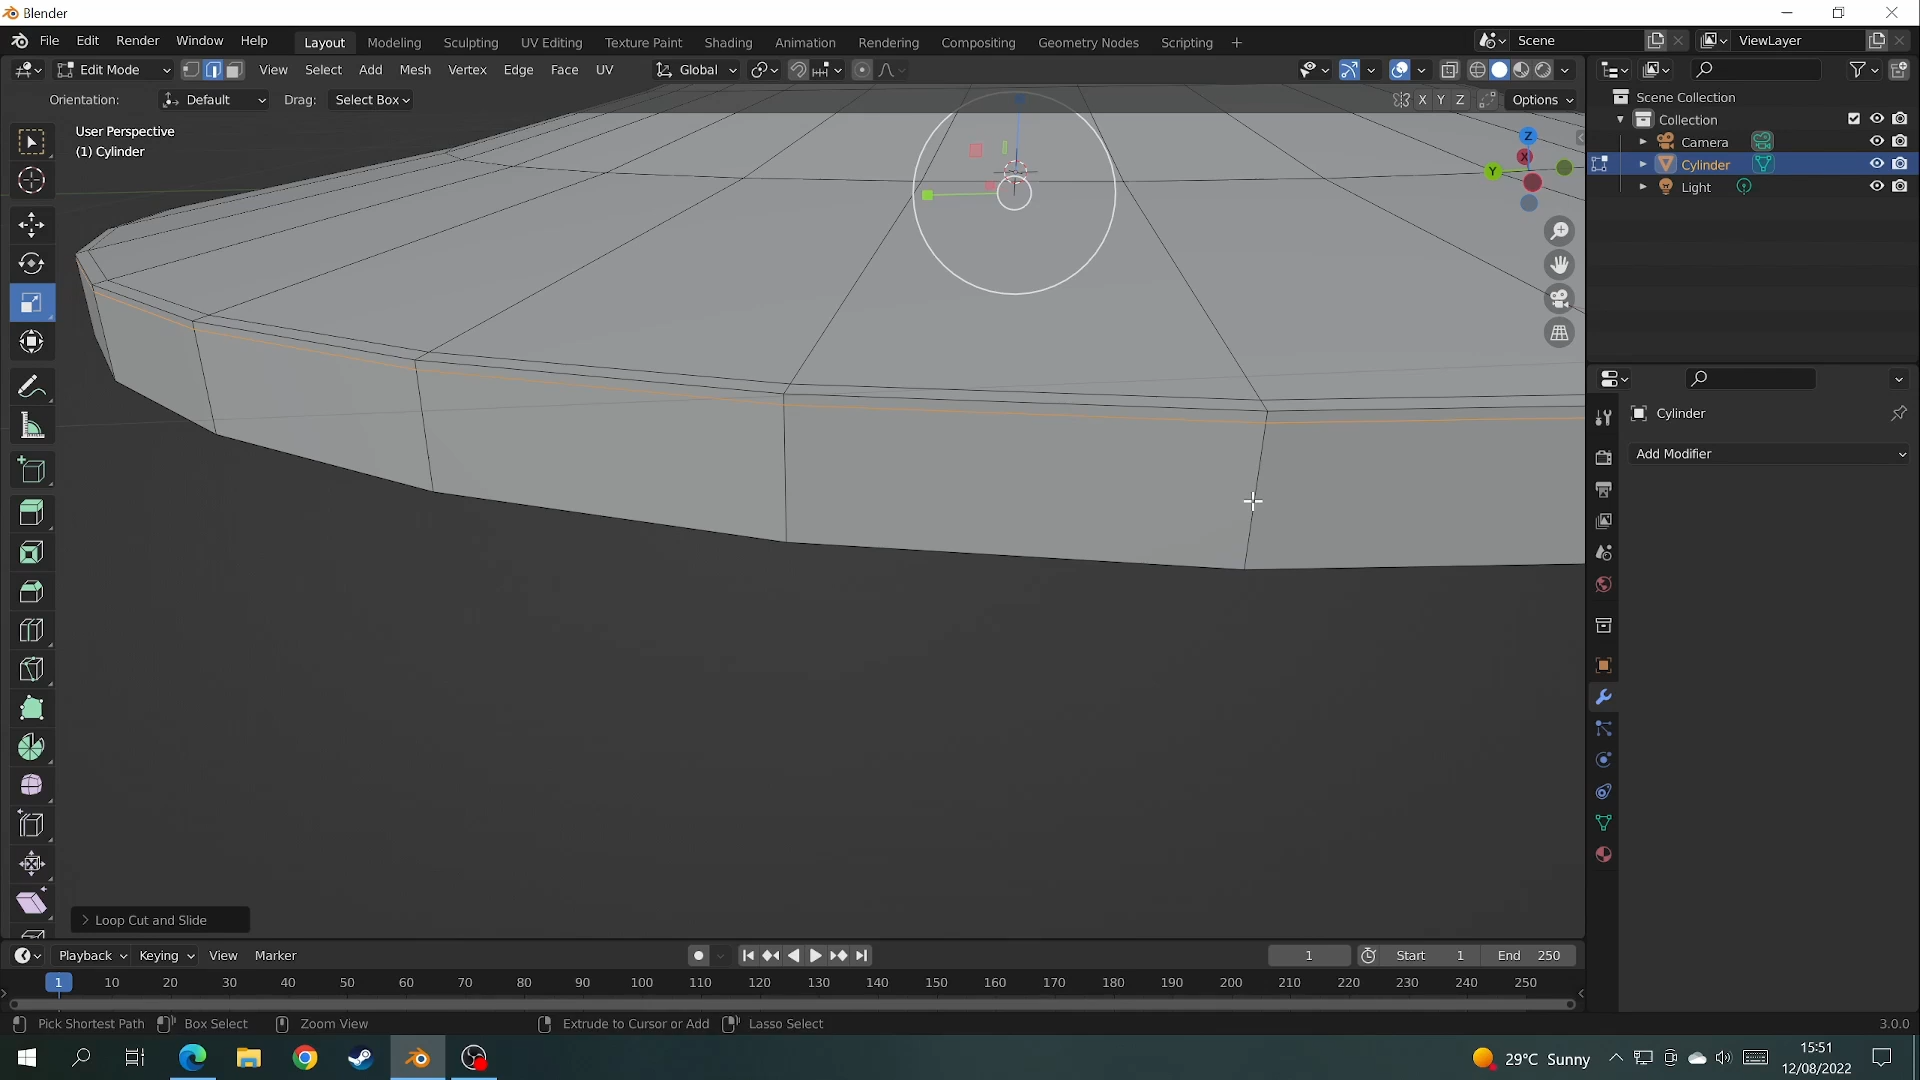 Blender
File Edit Render Window Help Layout Modeling Sculpting UV Editing Texture Paint Shading Animation Rendering Compositing Geometry Nodes Scripting + Scene ViewLayer
Edit Mode View Select Add Mesh Vertex Edge Face UV Global
Orientation: Default Drag: Select Box X Y Z Options
User Perspective
(1) Cylinder
Z
X
Y
Scene Collection
Collection
Camera
Cylinder
Light
Cylinder
Add Modifier
Loop Cut and Slide
Playback Keying View Marker 1 Start 1 End 250
1 10 20 30 40 50 60 70 80 90 100 110 120 130 140 150 160 170 180 190 200 210 220 230 240 250
Pick Shortest Path Box Select Zoom View Extrude to Cursor or Add Lasso Select 3.0.0
29°C Sunny 15:51
12/08/2022